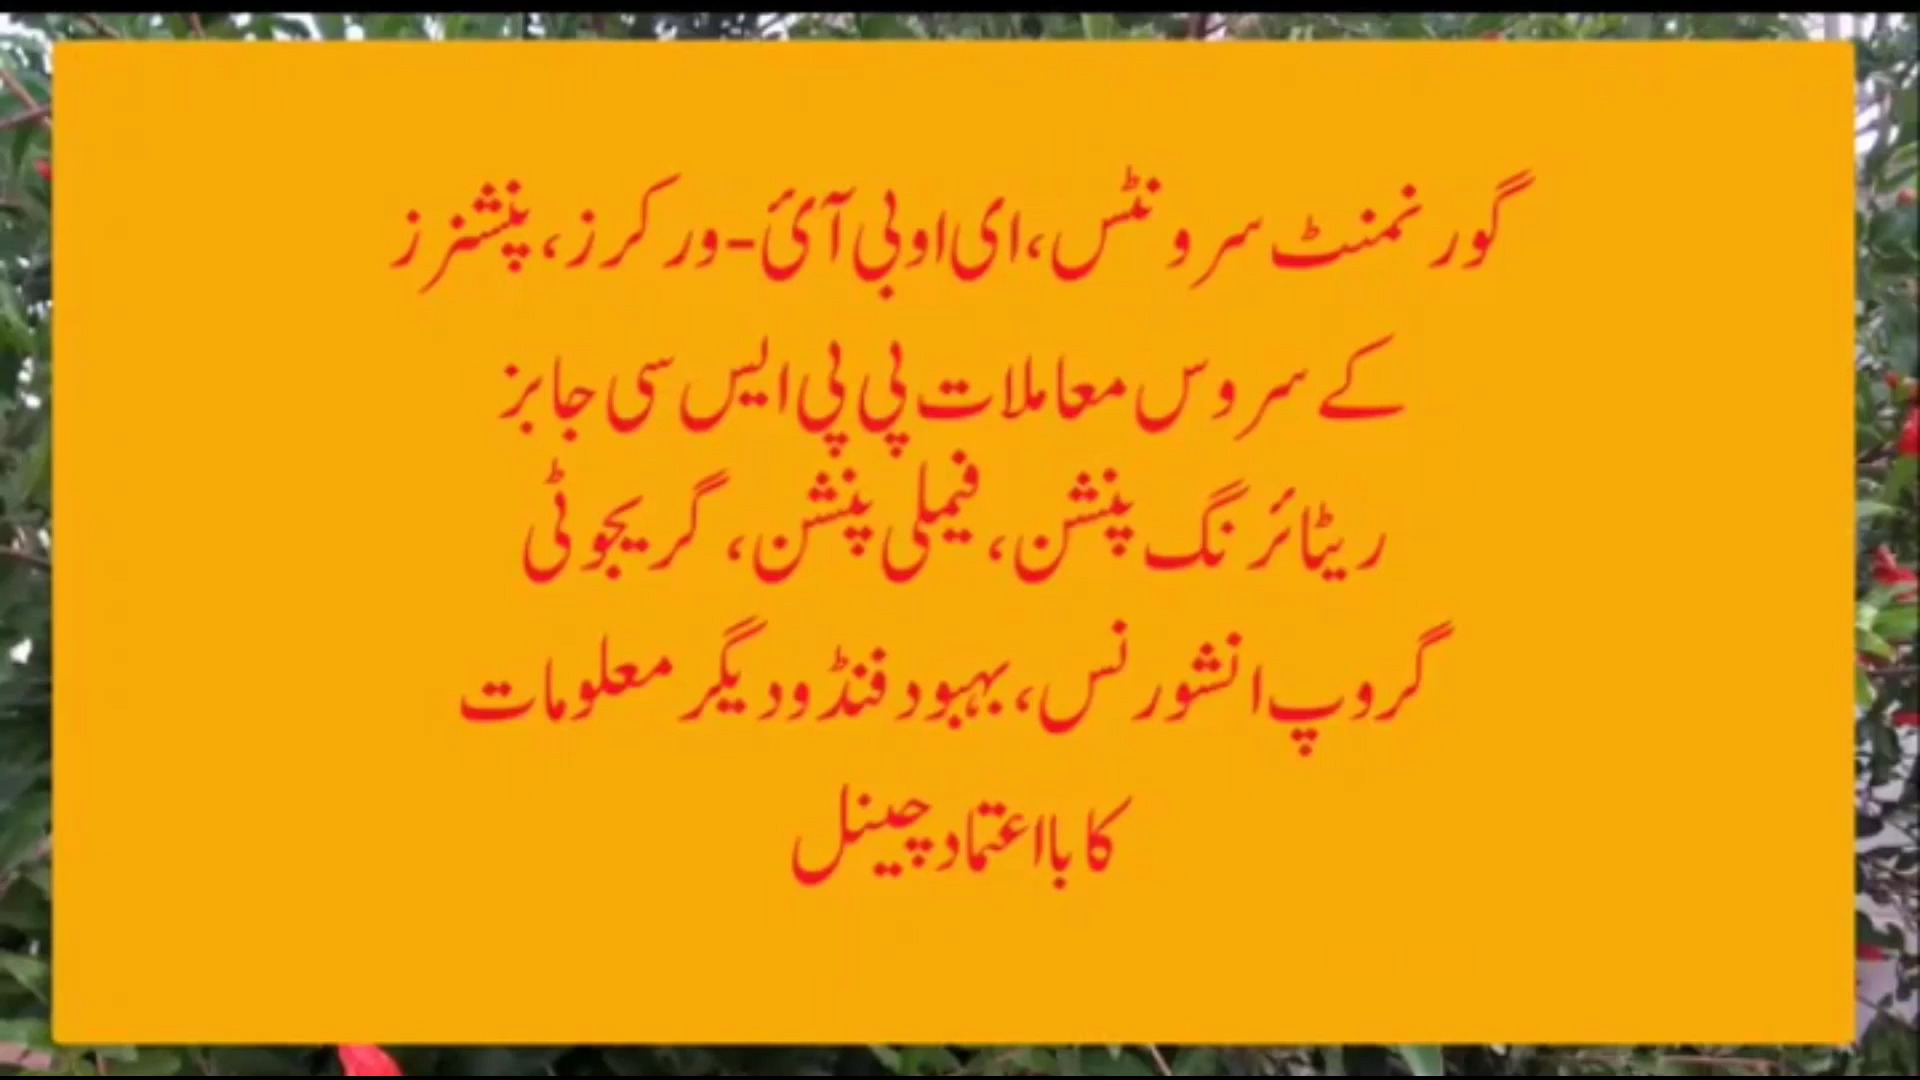 گورنمنٹ سرونٹس، ای او بی آئ-ورکرز، پنشنرز
کے سروس معاملات پی پی ایس سی جابز
ریٹائرنگ پنشن، فیملی پنشن، گریجوٹی
گروپ انشورنس، بہبود فنڈ و دیگر معلومات
کا بااعتماد چینل